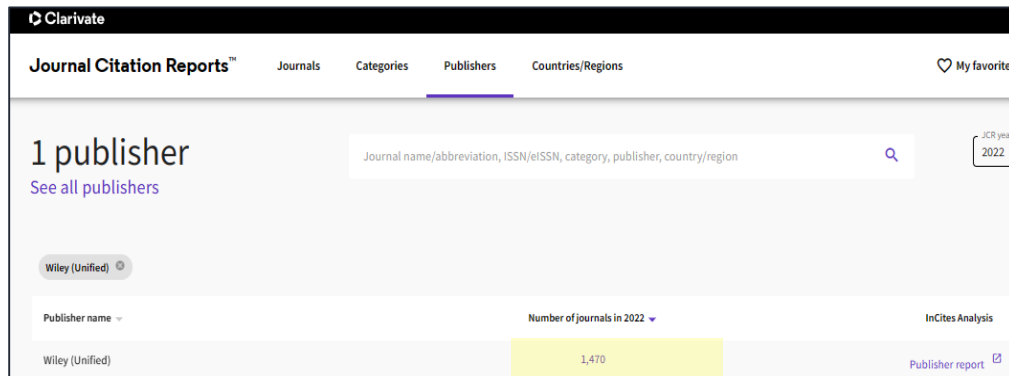 Clarivate
Journal Citation Reports™ Journals Categories Publishers Countries/Regions My favorite
1 publisher
See all publishers
Journal name/abbreviation, ISSN/eISSN, category, publisher, country/region
JCR yea
2022
Wiley (Unified)
Publisher name Number of journals in 2022 InCites Analysis
Wiley (Unified) 1,470 Publisher report